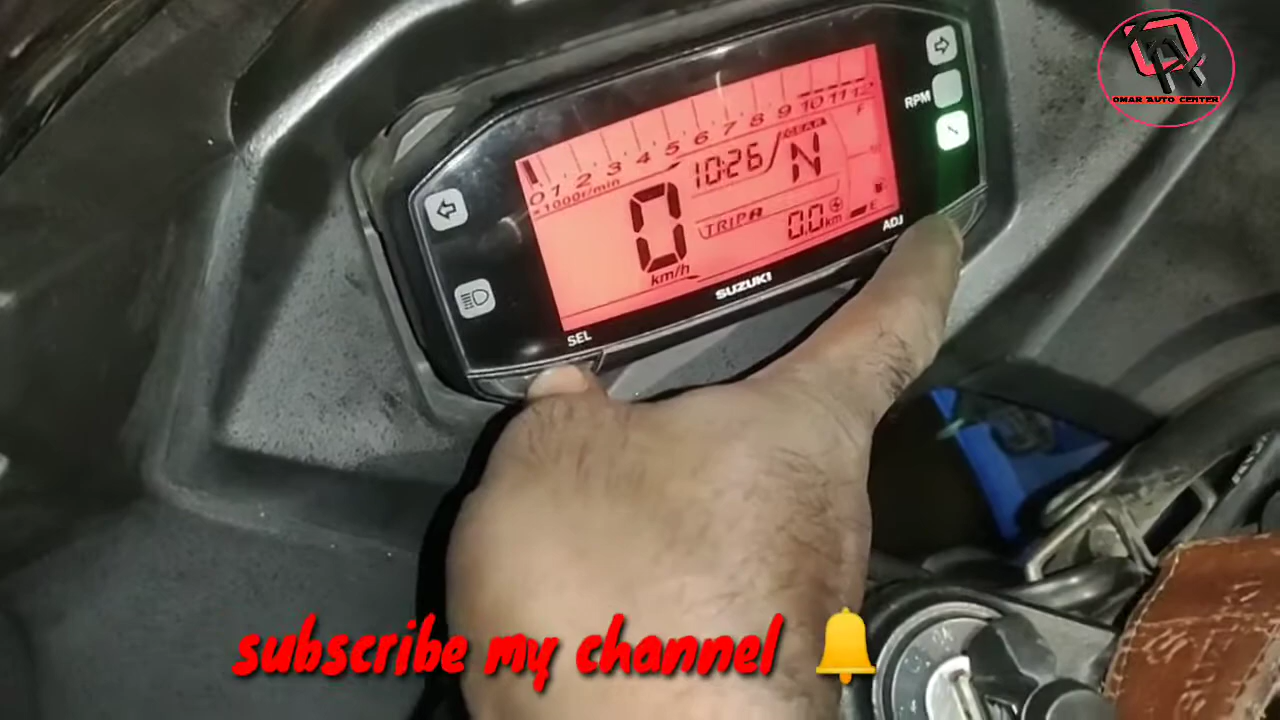 OMAR AUTO CENTER
RPM
0 1 2 3 4 5 6 7 8 9 10 11 12
×1000r/min
GEAR
10:26 N
F
0
km/h
TRIP A
0.0 km
E
ADJ
SUZUKI
SEL
subscribe my channel